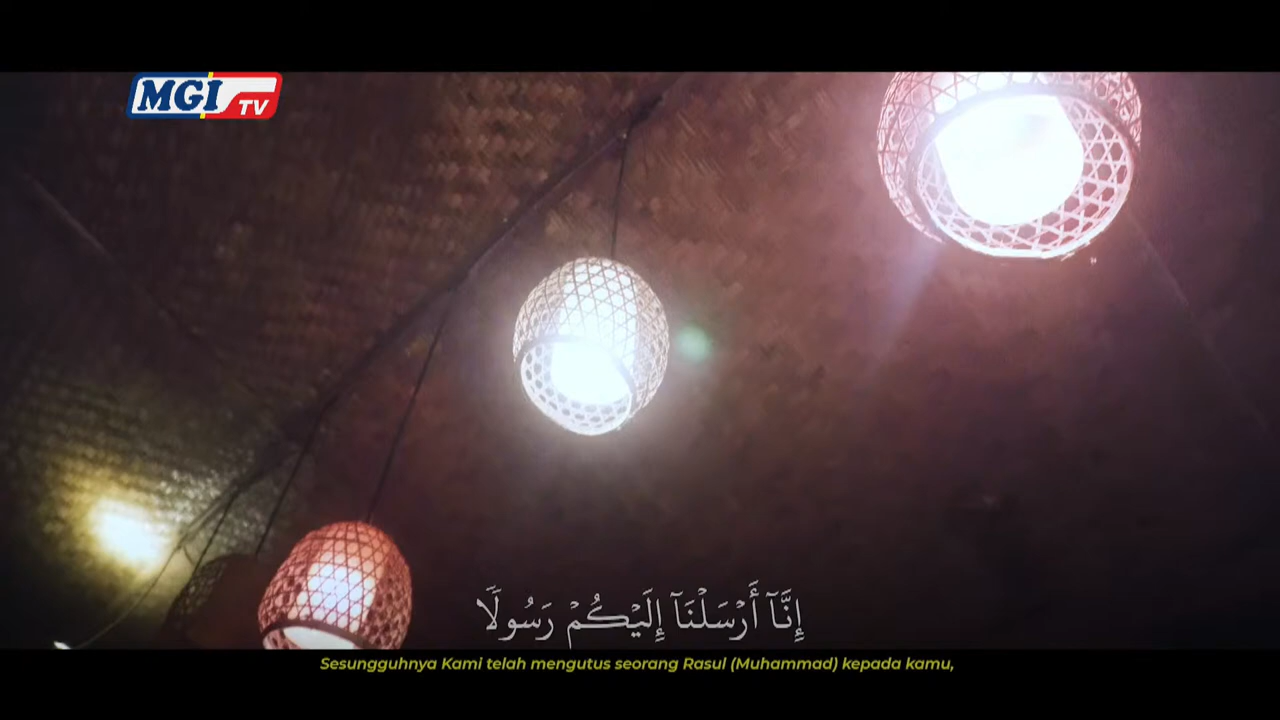 MGI TV
إِنَّآ أَرْسَلْنَآ إِلَيْكُمْ رَسُولًا
Sesungguhnya Kami telah mengutus seorang Rasul (Muhammad) kepada kamu,